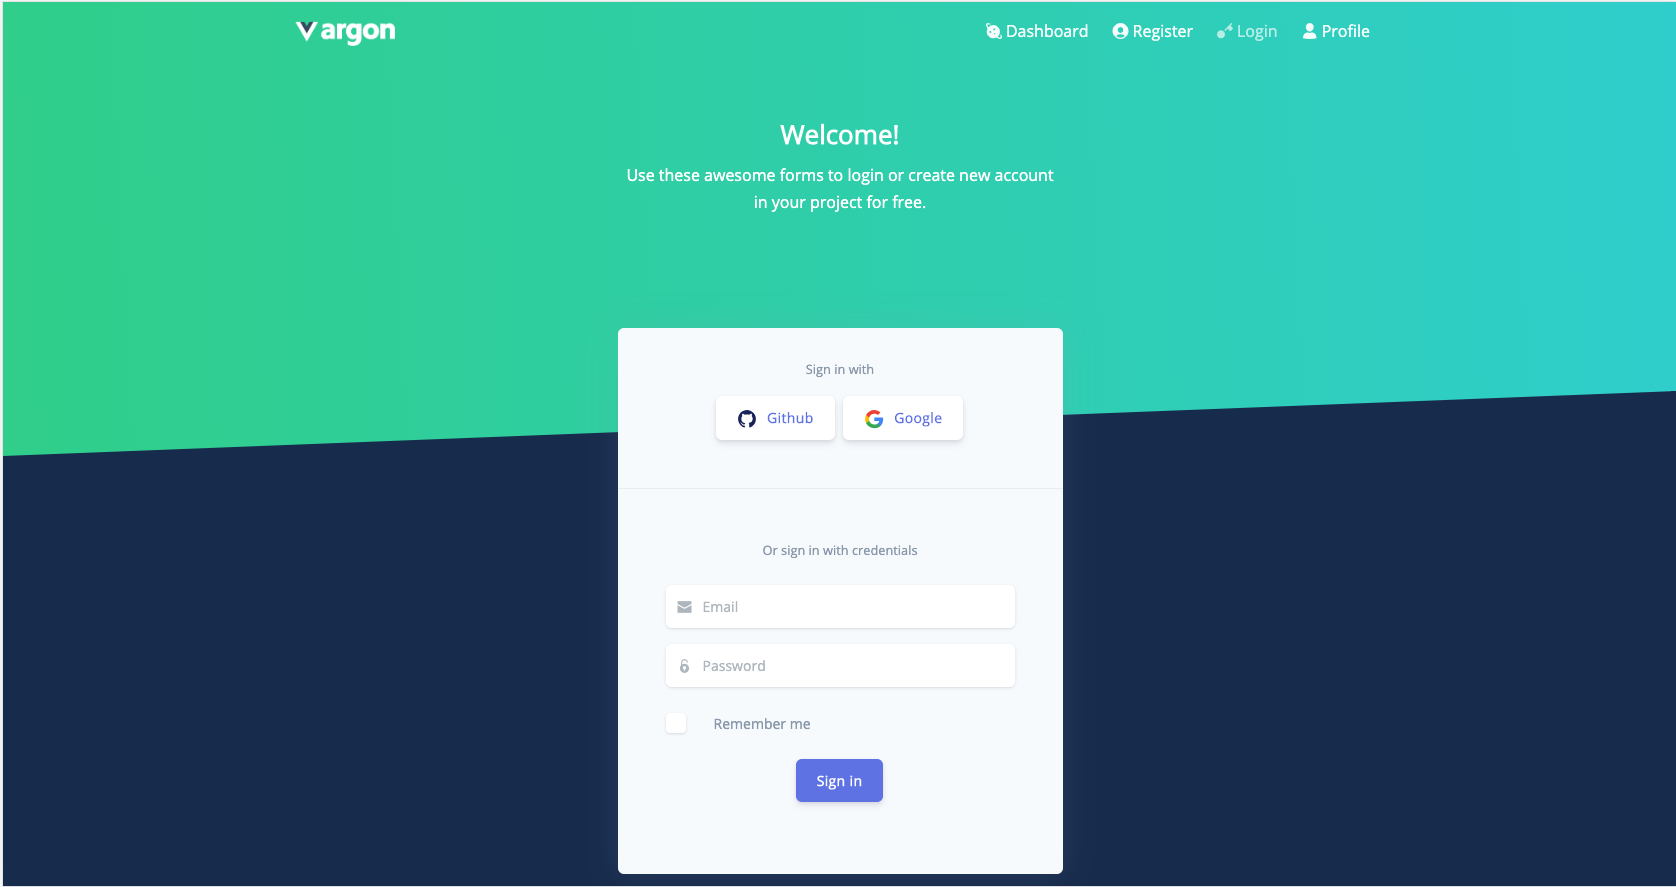 argon
Dashboard Register Login Profile
Welcome!
Use these awesome forms to login or create new account
in your project for free.
Sign in with
Github Google
Or sign in with credentials
Email
Password
Remember me
Sign in